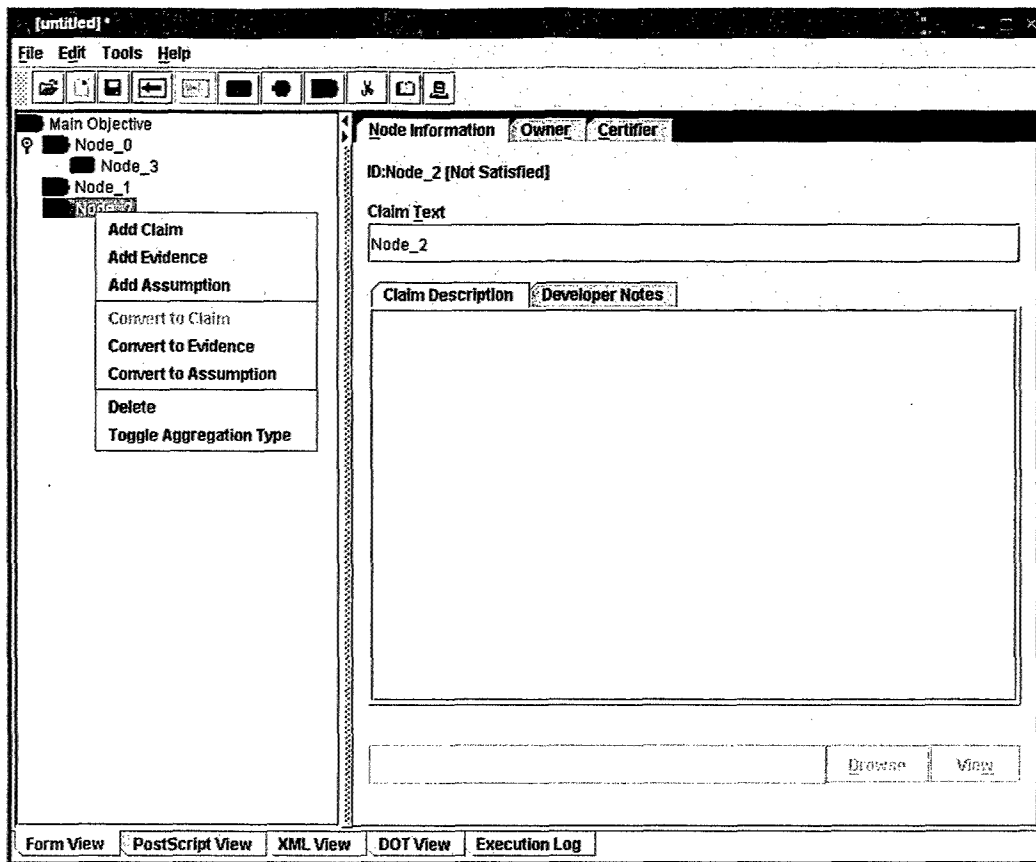 [untitled] *
File Edit Tools Help
Main Objective
Node_0
Node_3
Node_1
Node_2
Add Claim
Add Evidence
Add Assumption
Convert to Claim
Convert to Evidence
Convert to Assumption
Delete
Toggle Aggregation Type
Node Information Owner Certifier
ID:Node_2 [Not Satisfied]
Claim Text
Node_2
Claim Description Developer Notes
Browse View
Form View PostScript View XML View DOT View Execution Log